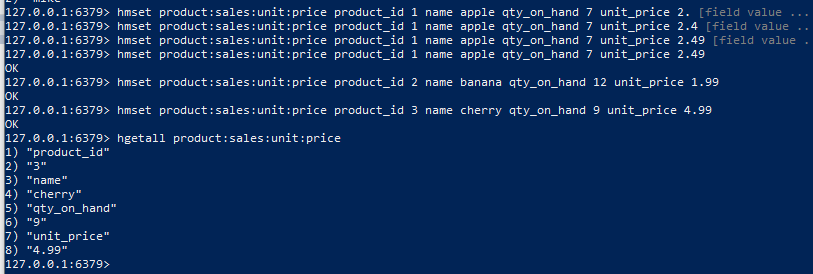 2) "mike"
127.0.0.1:6379> hmset product:sales:unit:price product_id 1 name apple qty_on_hand 7 unit_price 2. [field value ...
127.0.0.1:6379> hmset product:sales:unit:price product_id 1 name apple qty_on_hand 7 unit_price 2.4 [field value ...
127.0.0.1:6379> hmset product:sales:unit:price product_id 1 name apple qty_on_hand 7 unit_price 2.49 [field value .
127.0.0.1:6379> hmset product:sales:unit:price product_id 1 name apple qty_on_hand 7 unit_price 2.49
OK
127.0.0.1:6379> hmset product:sales:unit:price product_id 2 name banana qty_on_hand 12 unit_price 1.99
OK
127.0.0.1:6379> hmset product:sales:unit:price product_id 3 name cherry qty_on_hand 9 unit_price 4.99
OK
127.0.0.1:6379> hgetall product:sales:unit:price
1) "product_id"
2) "3"
3) "name"
4) "cherry"
5) "qty_on_hand"
6) "9"
7) "unit_price"
8) "4.99"
127.0.0.1:6379>